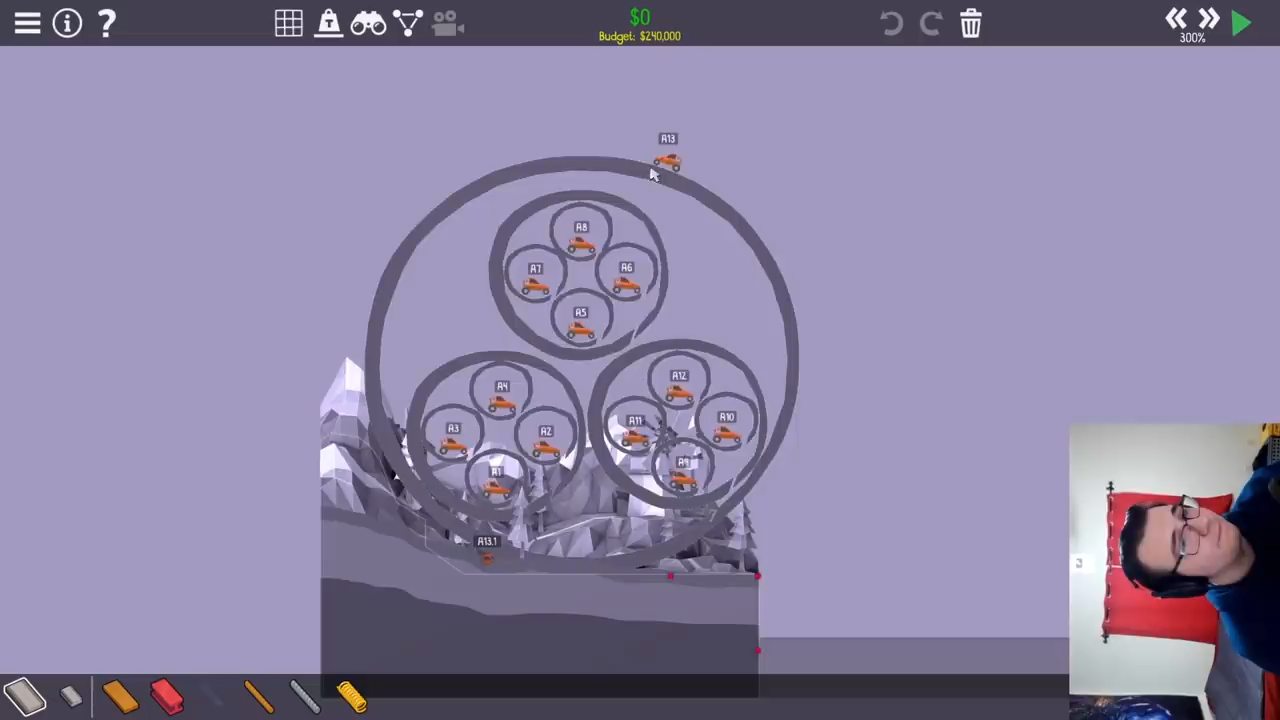 $0
Budget: $240,000
300%
A13
A8
A7
A6
A5
A4
A12
A3
A2
A11
A10
A1
A9
A13.1